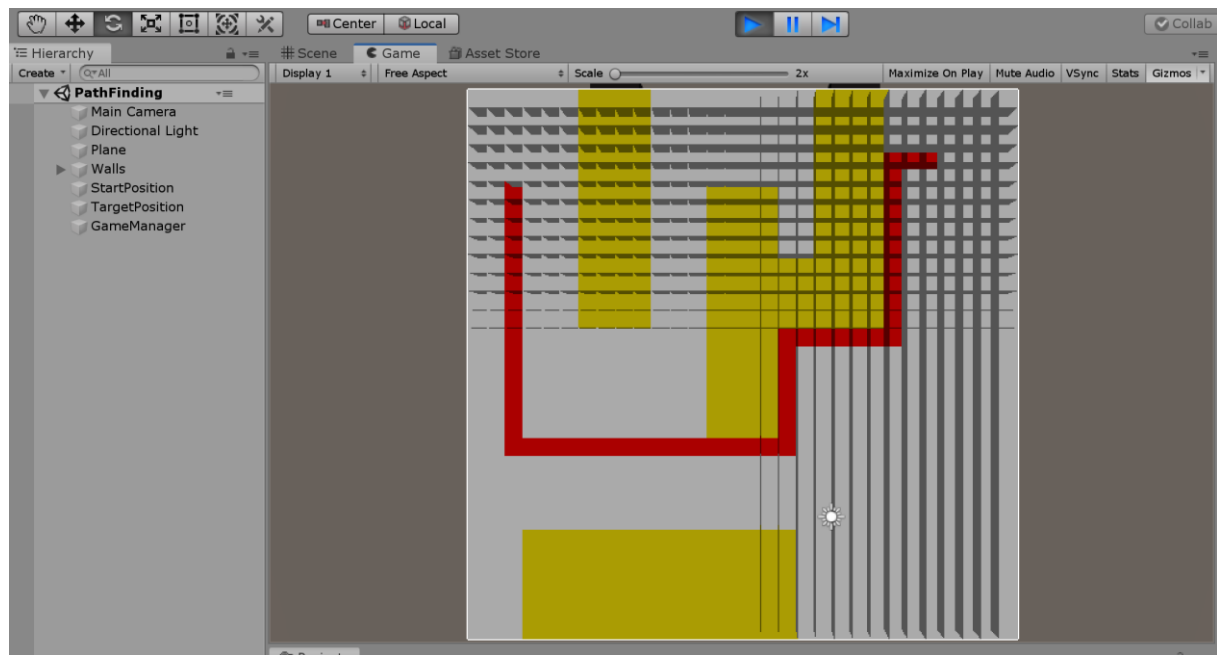 Center Local Collab
Hierarchy # Scene Game Asset Store
Create All Display 1 Free Aspect Scale 2x Maximize On Play Mute Audio VSync Stats Gizmos
PathFinding
Main Camera
Directional Light
Plane
Walls
StartPosition
TargetPosition
GameManager